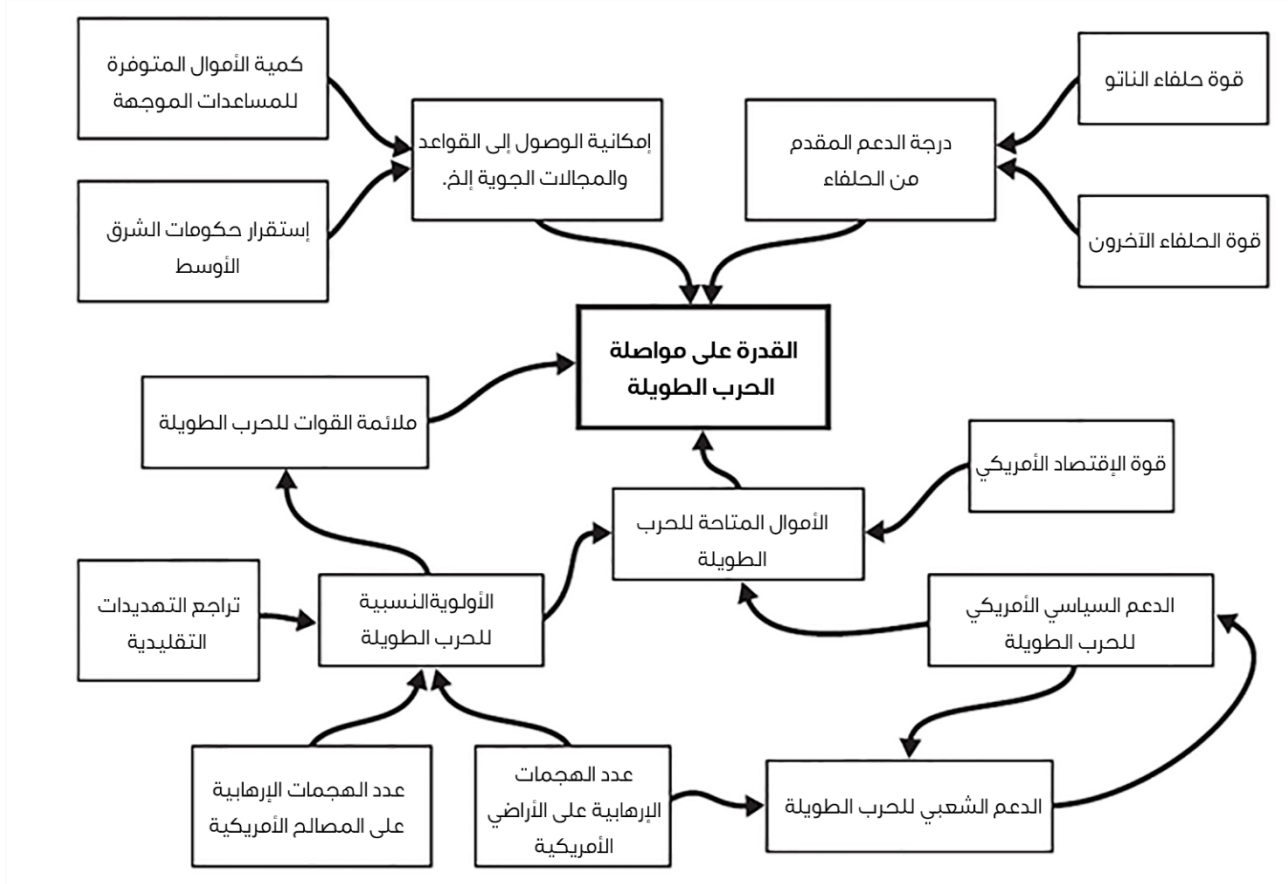 كمية الأموال المتوفرة
للمساعدات الموجهة
قوة حلفاء الناتو
إمكانية الوصول إلى القواعد
والمجالات الجوية إلخ.
درجة الدعم المقدم
من الحلفاء
إستقرار حكومات الشرق
الأوسط
قوة الحلفاء الآخرون
القدرة على مواصلة
الحرب الطويلة
ملائمة القوات للحرب الطويلة
قوة الإقتصاد الأمريكي
الأموال المتاحة للحرب
الطويلة
تراجع التهديدات
التقليدية
الأولويةالنسبية
للحرب الطويلة
الدعم السياسي الأمريكي
للحرب الطويلة
عدد الهجمات الإرهابية
على المصالح الأمريكية
عدد الهجمات
الإرهابية على الأراضي
الأمريكية
الدعم الشعبي للحرب الطويلة